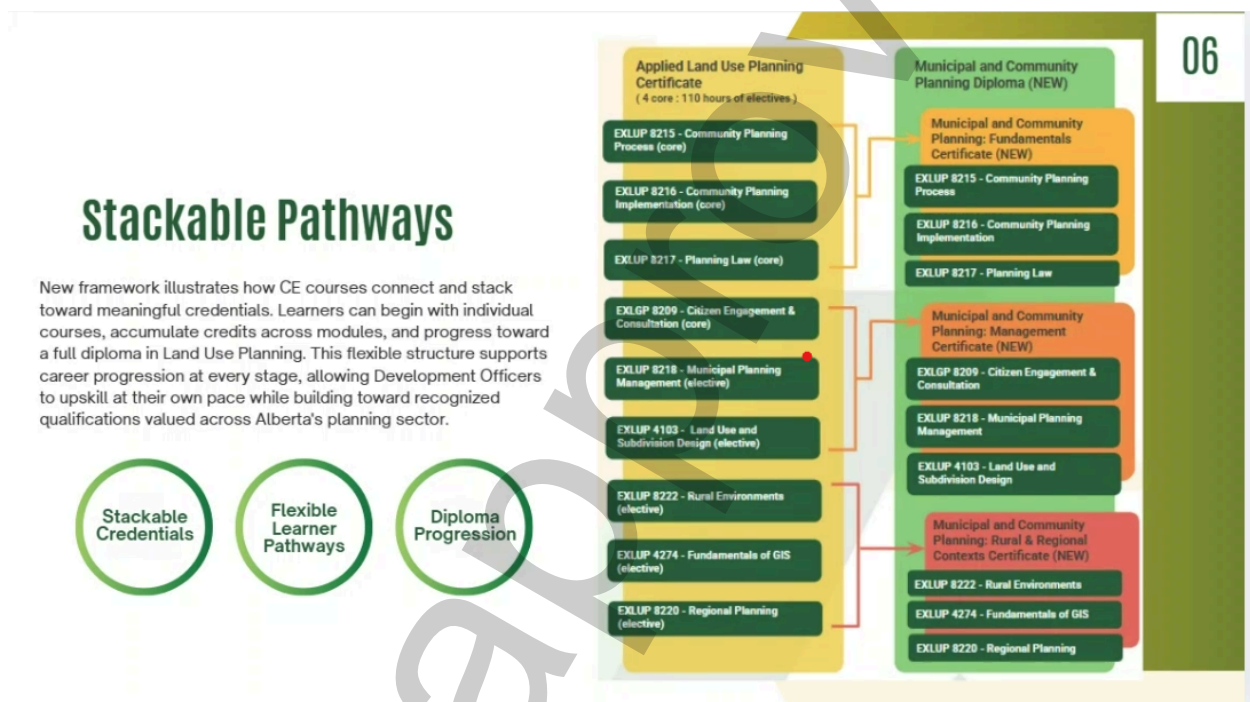 06
Stackable Pathways
New framework illustrates how CE courses connect and stack
toward meaningful credentials. Learners can begin with individual
courses, accumulate credits across modules, and progress toward
a full diploma in Land Use Planning. This flexible structure supports
career progression at every stage, allowing Development Officers
to upskill at their own pace while building toward recognized
qualifications valued across Alberta's planning sector.
Stackable
Credentials
Flexible
Learner
Pathways
Diploma
Progression
Applied Land Use Planning
Certificate
( 4 core : 110 hours of electives )
EXLUP 8215 - Community Planning
Process (core)
EXLUP 8216 - Community Planning
Implementation (core)
EXLUP 8217 - Planning Law (core)
EXLGP 8209 - Citizen Engagement &
Consultation (core)
EXLUP 8218 - Municipal Planning
Management (elective)
EXLUP 4103 - Land Use and
Subdivision Design (elective)
EXLUP 8222 - Rural Environments
(elective)
EXLUP 4274 - Fundamentals of GIS
(elective)
EXLUP 8220 - Regional Planning
(elective)
Municipal and Community
Planning Diploma (NEW)
Municipal and Community
Planning: Fundamentals
Certificate (NEW)
EXLUP 8215 - Community Planning
Process
EXLUP 8216 - Community Planning
Implementation
EXLUP 8217 - Planning Law
Municipal and Community
Planning: Management
Certificate (NEW)
EXLGP 8209 - Citizen Engagement &
Consultation
EXLUP 8218 - Municipal Planning
Management
EXLUP 4103 - Land Use and
Subdivision Design
Municipal and Community
Planning: Rural & Regional
Contexts Certificate (NEW)
EXLUP 8222 - Rural Environments
EXLUP 4274 - Fundamentals of GIS
EXLUP 8220 - Regional Planning